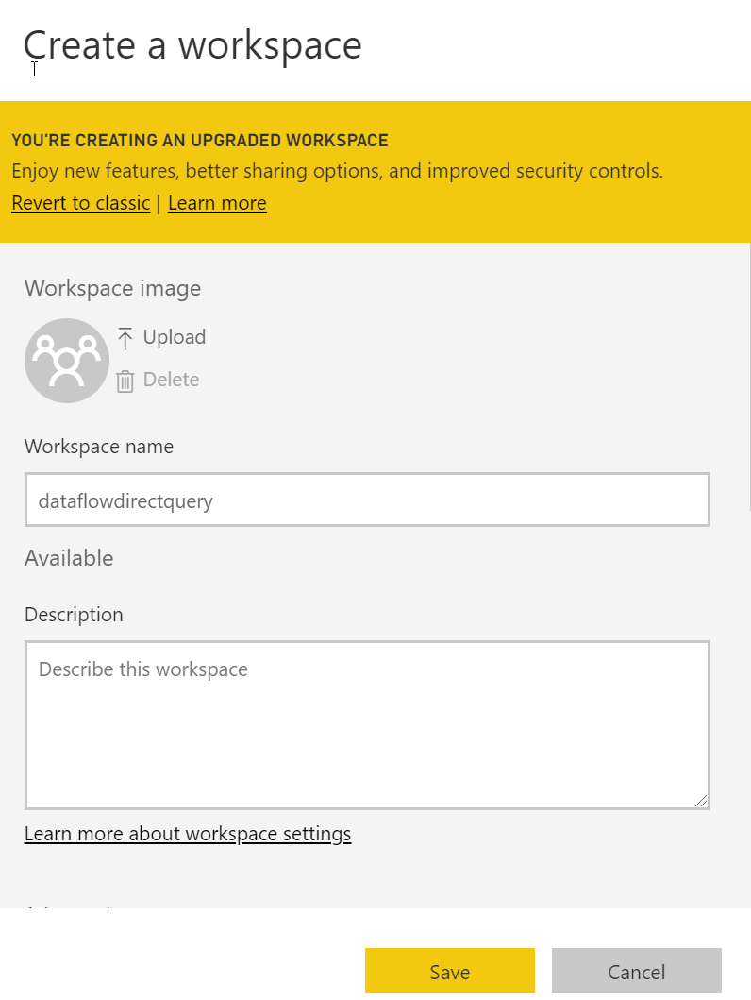 Create a workspace
YOU'RE CREATING AN UPGRADED WORKSPACE
Enjoy new features, better sharing options, and improved security controls.
Revert to classic | Learn more
Workspace image
Upload
Delete
Workspace name
dataflowdirectquery
Available
Description
Describe this workspace
Learn more about workspace settings
Save
Cancel